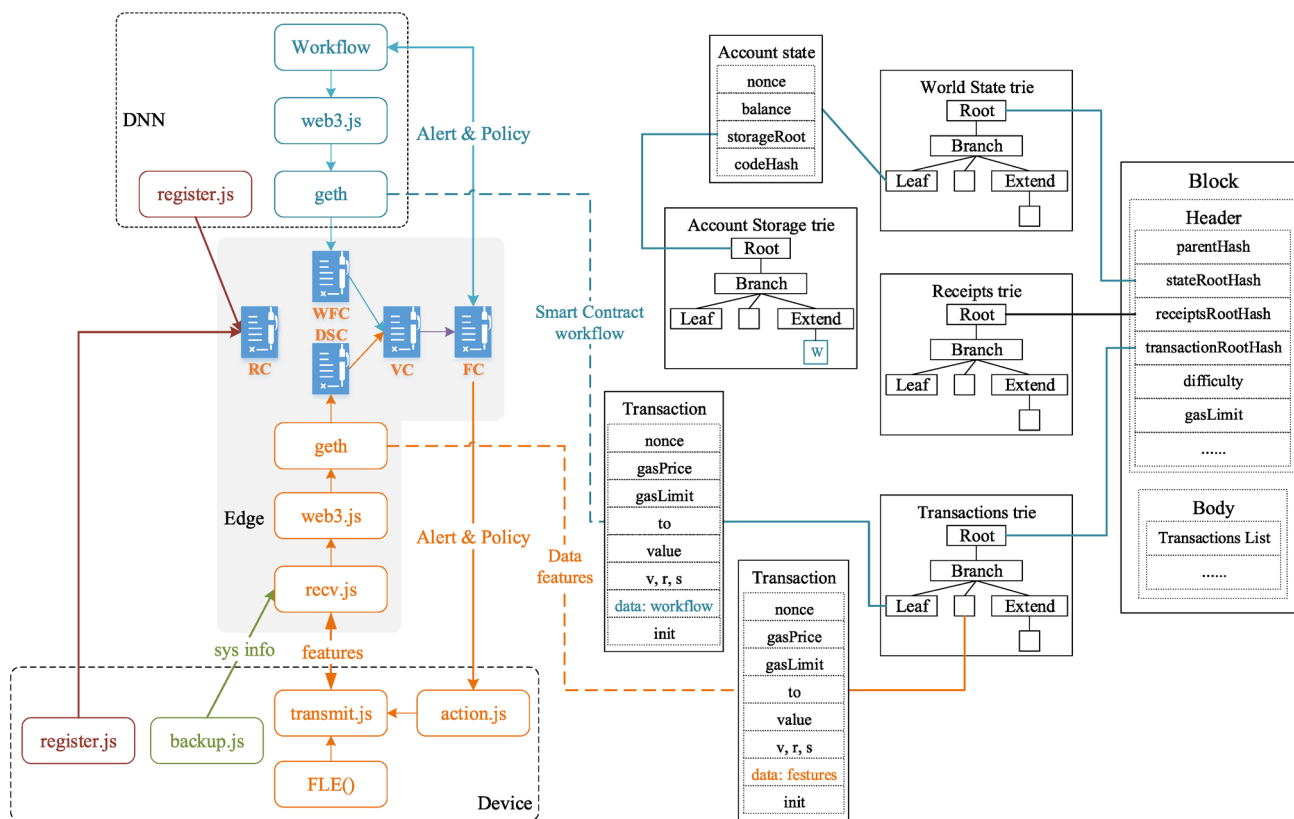 Workflow
web3.js
DNN
Alert & Policy
geth
register.js
WFC
DSC
RC
VC
FC
geth
Edge
web3.js
recv.js
Alert & Policy
sys info
features
transmit.js
action.js
register.js
backup.js
FLE()
Device
Smart Contract
workflow
Data
features
Account state
nonce
balance
storageRoot
codeHash
Account Storage trie
Root
Branch
Leaf
Extend
W
Transaction
nonce
gasPrice
gasLimit
to
value
v, r, s
data: workflow
init
Transaction
nonce
gasPrice
gasLimit
to
value
v, r, s
data: festures
init
World State trie
Root
Branch
Leaf
Extend
Receipts trie
Root
Branch
Leaf
Extend
Transactions trie
Root
Branch
Leaf
Extend
Block
Header
parentHash
stateRootHash
receiptsRootHash
transactionRootHash
difficulty
gasLimit
......
Body
Transactions List
......